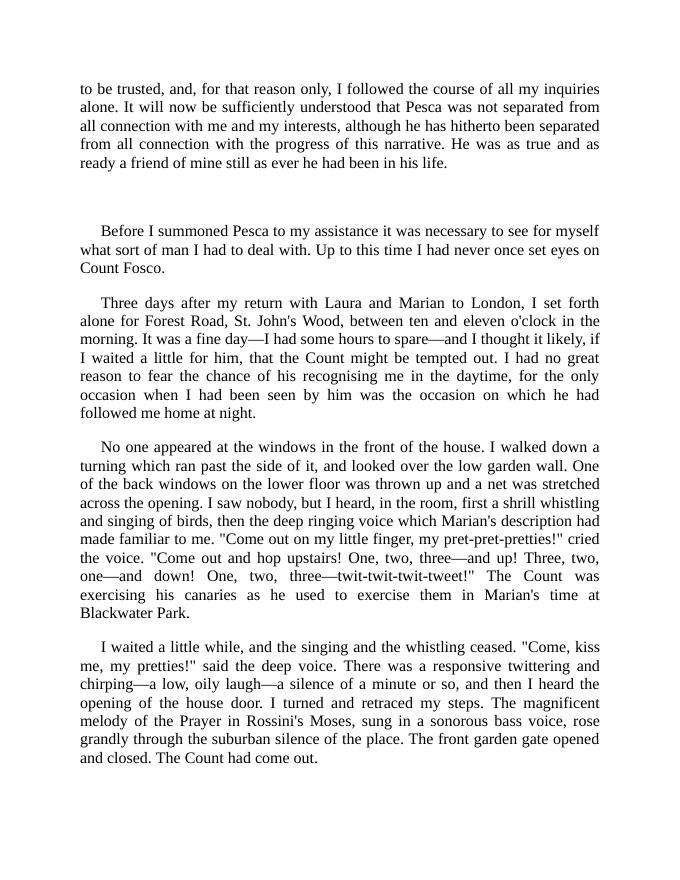 to be trusted, and, for that reason only, I followed the course of all my inquiries
alone. It will now be sufficiently understood that Pesca was not separated from
all connection with me and my interests, although he has hitherto been separated
from all connection with the progress of this narrative. He was as true and as
ready a friend of mine still as ever he had been in his life.
Before I summoned Pesca to my assistance it was necessary to see for myself
what sort of man I had to deal with. Up to this time I had never once set eyes on
Count Fosco.
Three days after my return with Laura and Marian to London, I set forth
alone for Forest Road, St. John's Wood, between ten and eleven o'clock in the
morning. It was a fine day—I had some hours to spare—and I thought it likely, if
I waited a little for him, that the Count might be tempted out. I had no great
reason to fear the chance of his recognising me in the daytime, for the only
occasion when I had been seen by him was the occasion on which he had
followed me home at night.
No one appeared at the windows in the front of the house. I walked down a
turning which ran past the side of it, and looked over the low garden wall. One
of the back windows on the lower floor was thrown up and a net was stretched
across the opening. I saw nobody, but I heard, in the room, first a shrill whistling
and singing of birds, then the deep ringing voice which Marian's description had
made familiar to me. "Come out on my little finger, my pret-pret-pretties!" cried
the voice. "Come out and hop upstairs! One, two, three—and up! Three, two,
one—and down! One, two, three—twit-twit-twit-tweet!" The Count was
exercising his canaries as he used to exercise them in Marian's time at
Blackwater Park.
I waited a little while, and the singing and the whistling ceased. "Come, kiss
me, my pretties!" said the deep voice. There was a responsive twittering and
chirping—a low, oily laugh—a silence of a minute or so, and then I heard the
opening of the house door. I turned and retraced my steps. The magnificent
melody of the Prayer in Rossini's Moses, sung in a sonorous bass voice, rose
grandly through the suburban silence of the place. The front garden gate opened
and closed. The Count had come out.